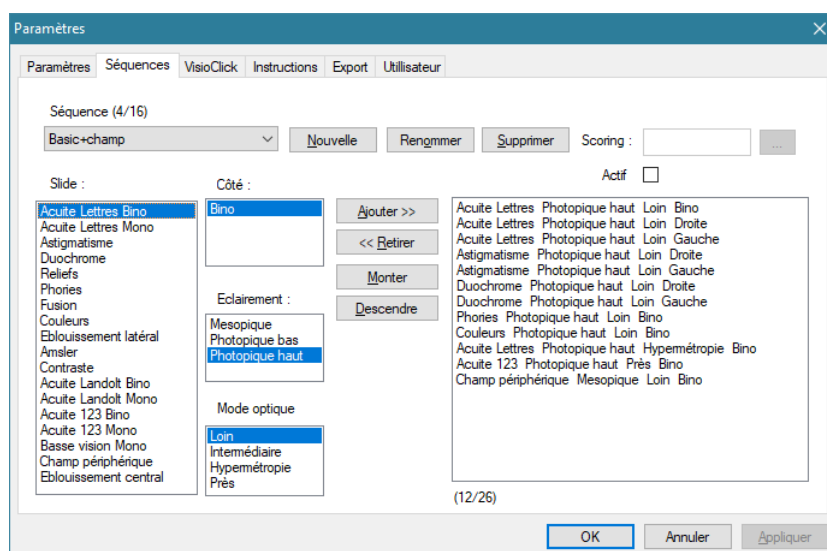 Paramètres
Paramètres Séquences VisioClick Instructions Export Utilisateur
Séquence (4/16)
Basic+champ Nouvelle Renommer Supprimer Scoring : ...
Actif
Slide :
Acuite Lettres Bino
Acuite Lettres Mono
Astigmatisme
Duochrome
Reliefs
Phories
Fusion
Couleurs
Eblouissement latéral
Amsler
Contraste
Acuite Landolt Bino
Acuite Landolt Mono
Acuite 123 Bino
Acuite 123 Mono
Basse vision Mono
Champ périphérique
Eblouissement central
Côté :
Bino
Eclairement :
Mesopique
Photopique bas
Photopique haut
Mode optique
Loin
Intermédiaire
Hypermétropie
Près
Ajouter >>
<< Retirer
Monter
Descendre
Acuite Lettres Photopique haut Loin Bino
Acuite Lettres Photopique haut Loin Droite
Acuite Lettres Photopique haut Loin Gauche
Astigmatisme Photopique haut Loin Droite
Astigmatisme Photopique haut Loin Gauche
Duochrome Photopique haut Loin Droite
Duochrome Photopique haut Loin Gauche
Phories Photopique haut Loin Bino
Couleurs Photopique haut Loin Bino
Acuite Lettres Photopique haut Hypermétropie Bino
Acuite 123 Photopique haut Près Bino
Champ périphérique Mesopique Loin Bino
(12/26)
OK Annuler Appliquer